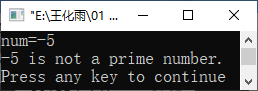 "E:\王化雨\01 ...
num=-5
-5 is not a prime number.
Press any key to continue